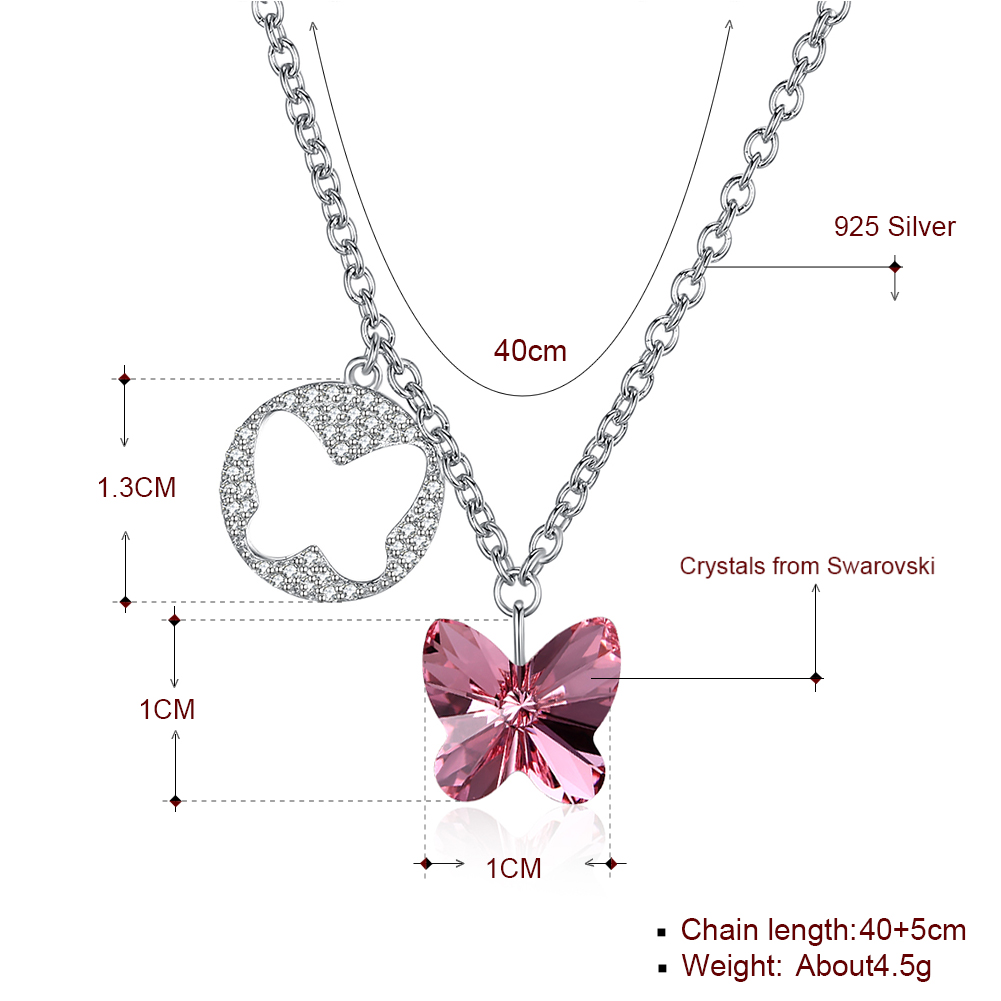 925 Silver
40cm
1.3CM
Crystals from Swarovski
1CM
1CM
Chain length:40+5cm
Weight: About4.5g